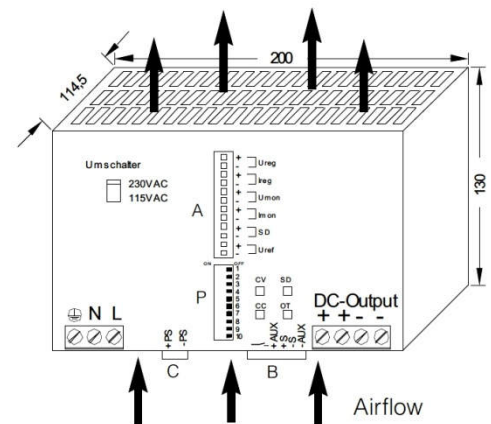 200
114,5
130
Umschalter
230VAC
115VAC
A
+ Ureg
-
+ Ireg
-
+ Umon
-
+ Imon
-
+ SD
-
+ Uref
-
ON OFF
P
1
2
3
4
5
6
7
8
9
10
CV SD
CC OT
N L
DC-Output
+ + - -
+PS
-PS
+AUX
+S
-S
-AUX
C
B
Airflow